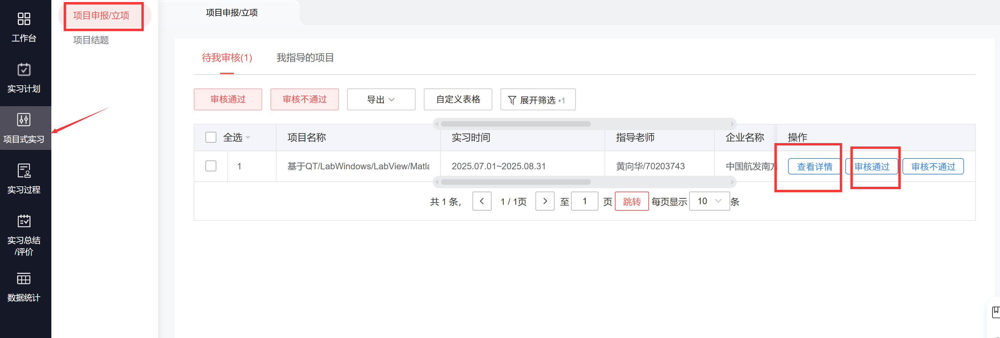 工作台
实习计划
项目式实习
实习过程
实习总结
/评价
数据统计
项目申报/立项
项目结题
项目申报/立项
待我审核(1) 我指导的项目
审核通过 审核不通过 导出 自定义表格 展开筛选 •1
全选 项目名称 实习时间 指导老师 企业名称 操作
1 基于QT/LabWindows/LabView/Matla 2025.07.01~2025.08.31 黄向华/70203743 中国航发南方 查看详情 审核通过 审核不通过
共 1 条, 1 / 1页 至 1 页 跳转 每页显示 10 条